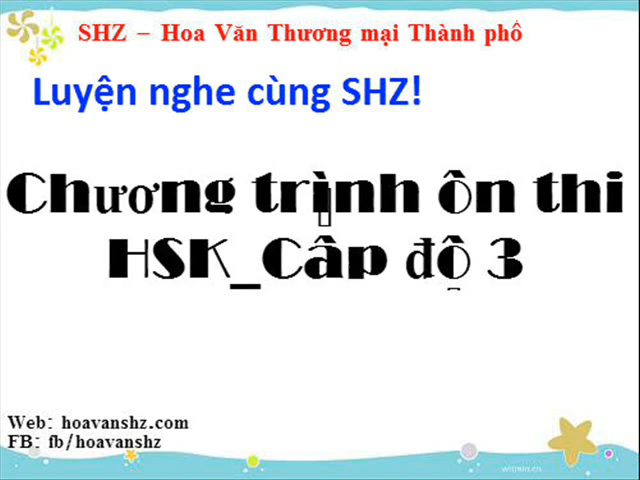 SHZ – Hoa Văn Thương mại Thành phố
Luyện nghe cùng SHZ!
Chương trình ôn thi
HSK_Cấp độ 3
Web: hoavanshz.com
FB: fb/hoavanshz